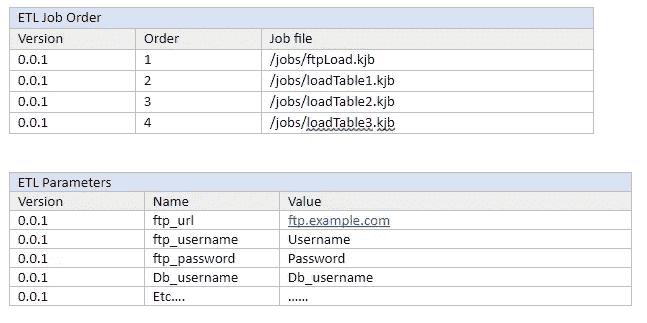 ETL Job Order
Version Order Job file
0.0.1 1 /jobs/ftpLoad.kjb
0.0.1 2 /jobs/loadTable1.kjb
0.0.1 3 /jobs/loadTable2.kjb
0.0.1 4 /jobs/loadTable3.kjb
ETL Parameters
Version Name Value
0.0.1 ftp_url ftp.example.com
0.0.1 ftp_username Username
0.0.1 ftp_password Password
0.0.1 Db_username Db_username
0.0.1 Etc.... ......